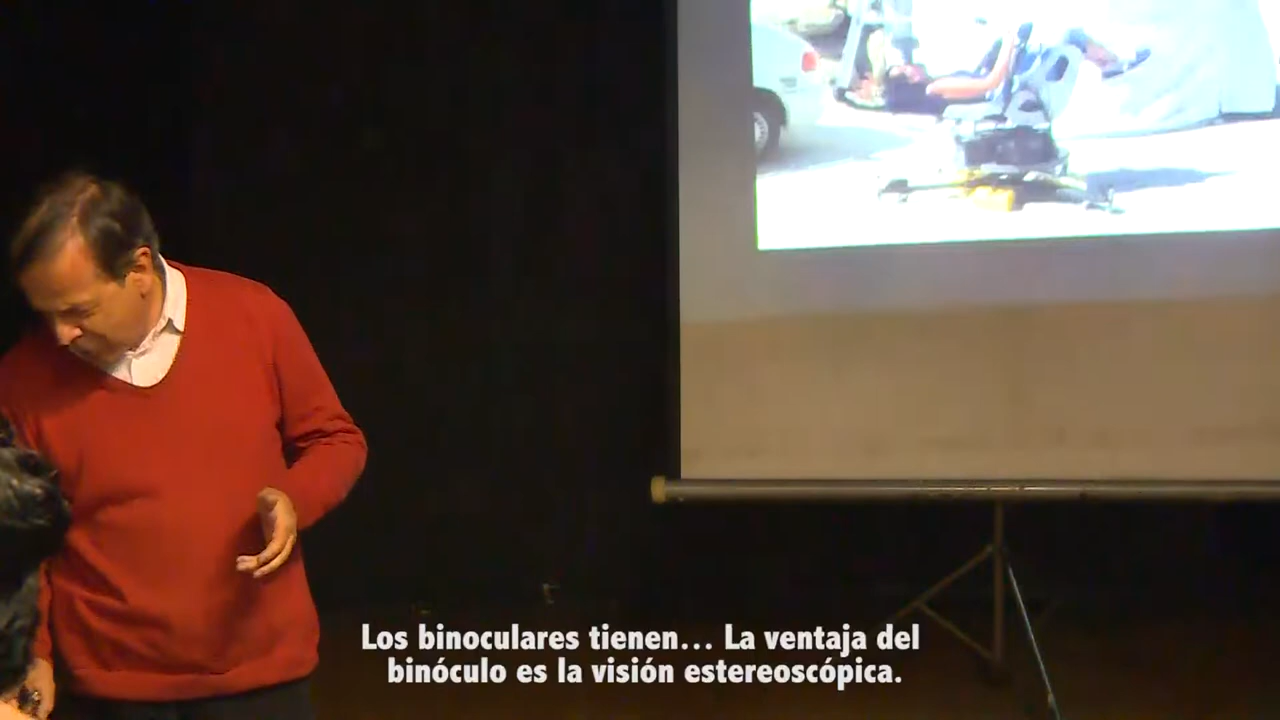 Los binoculares tienen... La ventaja del
binóculo es la visión estereoscópica.